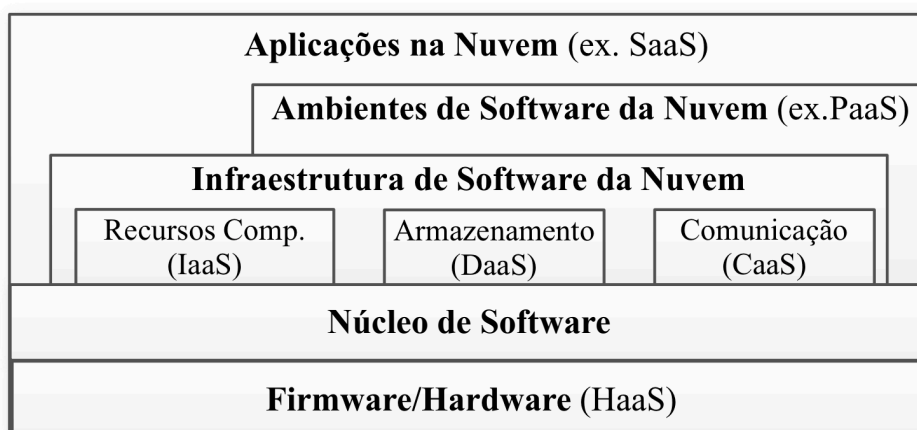 Aplicações na Nuvem (ex. SaaS)
Ambientes de Software da Nuvem (ex.PaaS)
Infraestrutura de Software da Nuvem
Recursos Comp.
(IaaS)
Armazenamento
(DaaS)
Comunicação
(CaaS)
Núcleo de Software
Firmware/Hardware (HaaS)